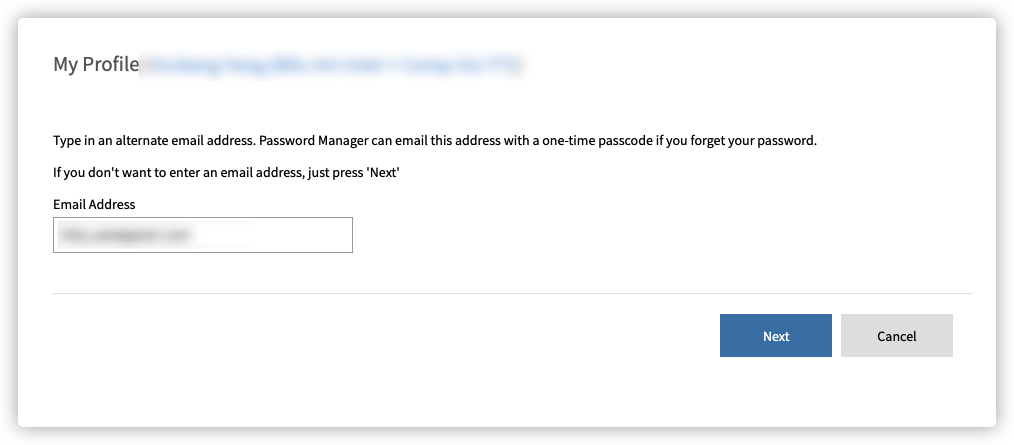 My Profile
Type in an alternate email address. Password Manager can email this address with a one-time passcode if you forget your password.
If you don't want to enter an email address, just press 'Next'
Email Address
Next
Cancel